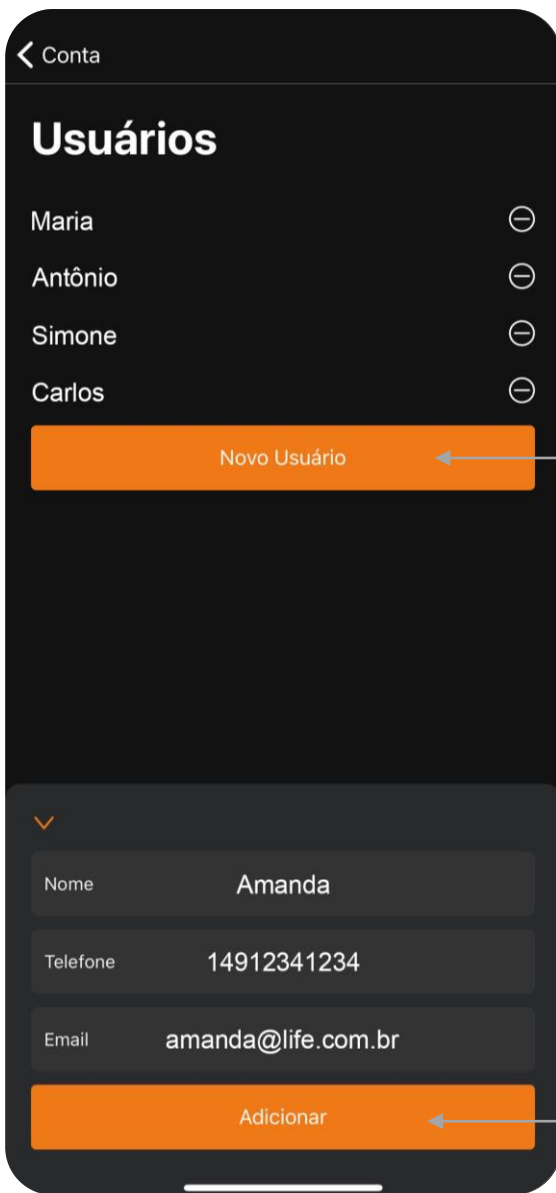 Conta
Usuários
Maria
Antônio
Simone
Carlos
Novo Usuário
Nome Amanda
Telefone 14912341234
Email amanda@life.com.br
Adicionar